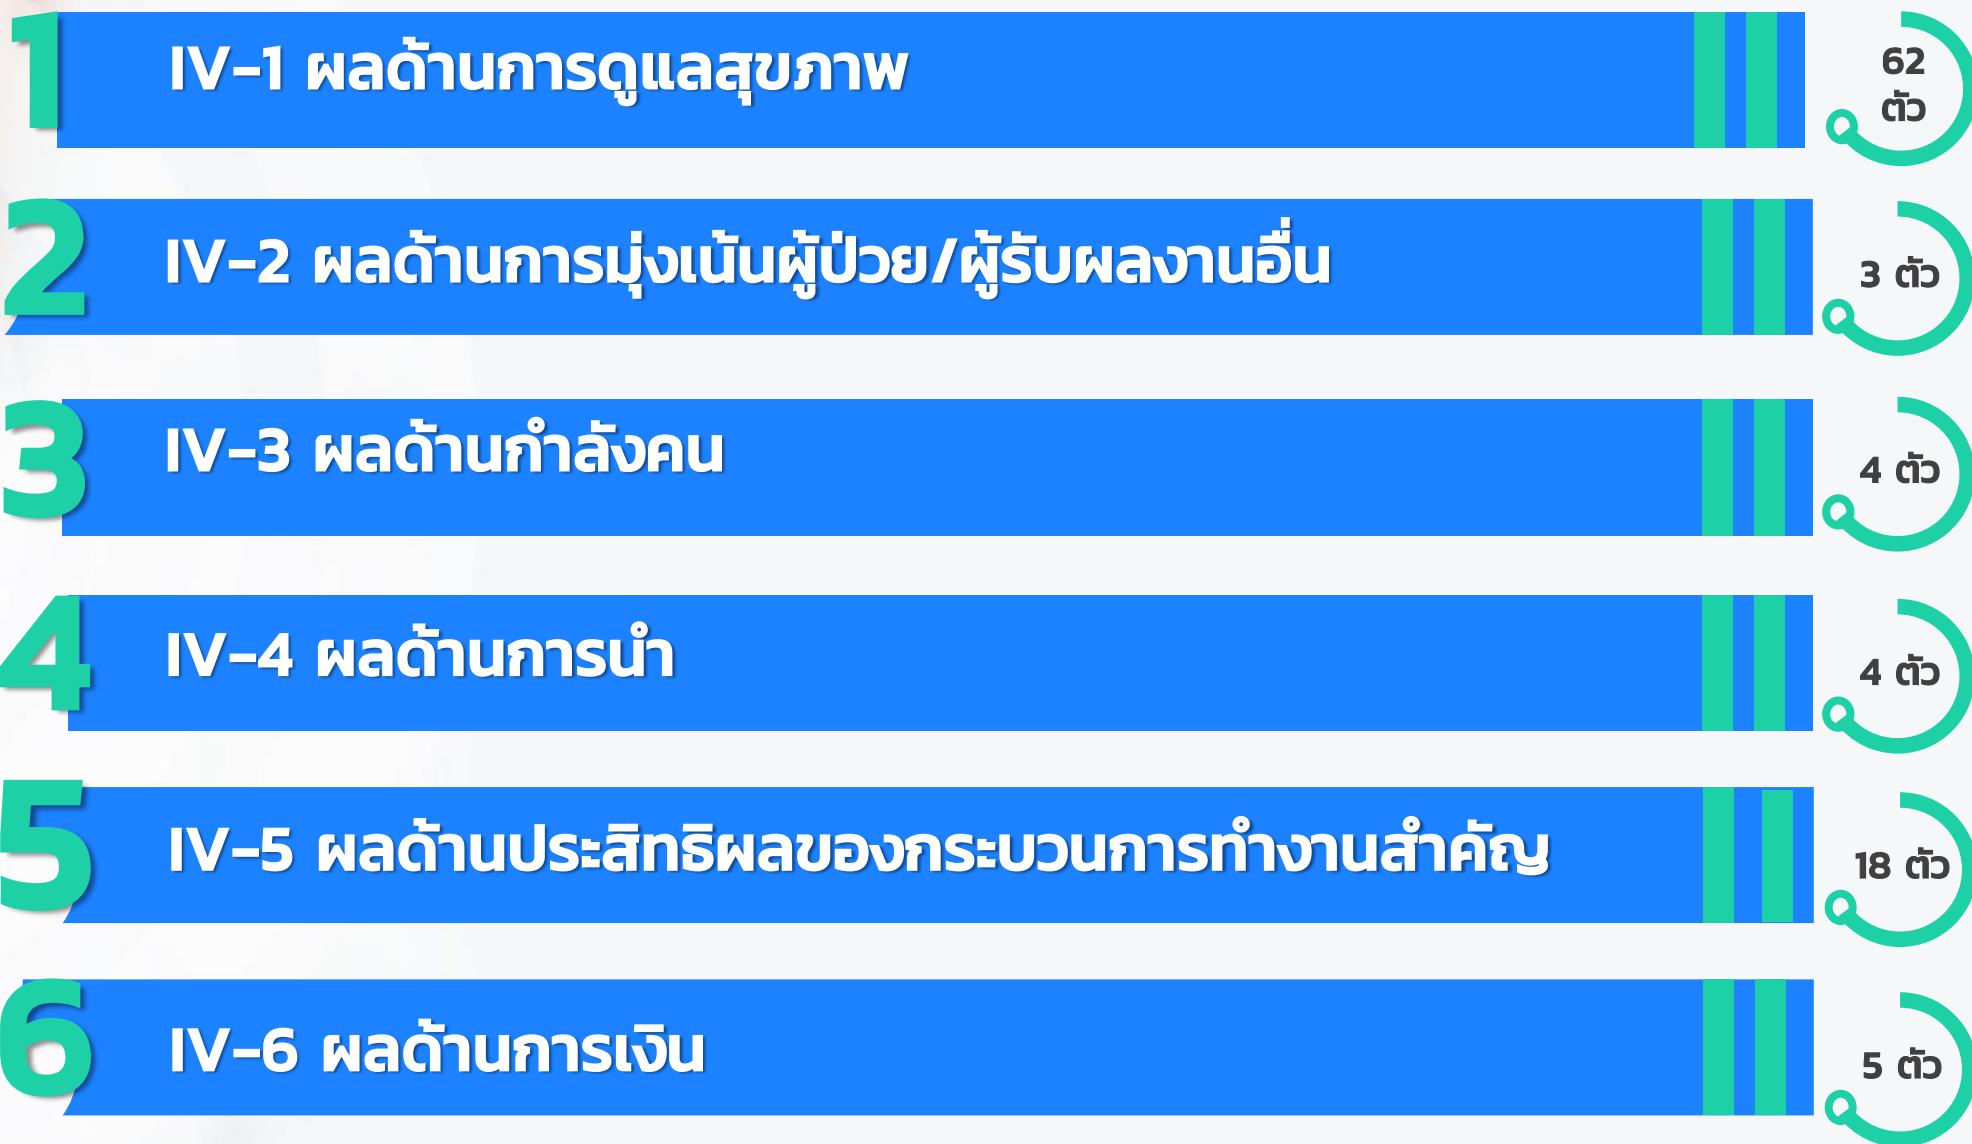 1
IV-1 ผลด้านการดูแลสุขภาพ
62
ตัว
2
IV-2 ผลด้านการมุ่งเน้นผู้ป่วย/ผู้รับผลงานอื่น
3 ตัว
3
IV-3 ผลด้านกำลังคน
4 ตัว
4
IV-4 ผลด้านการนำ
4 ตัว
5
IV-5 ผลด้านประสิทธิผลของกระบวนการทำงานสำคัญ
18 ตัว
6
IV-6 ผลด้านการเงิน
5 ตัว